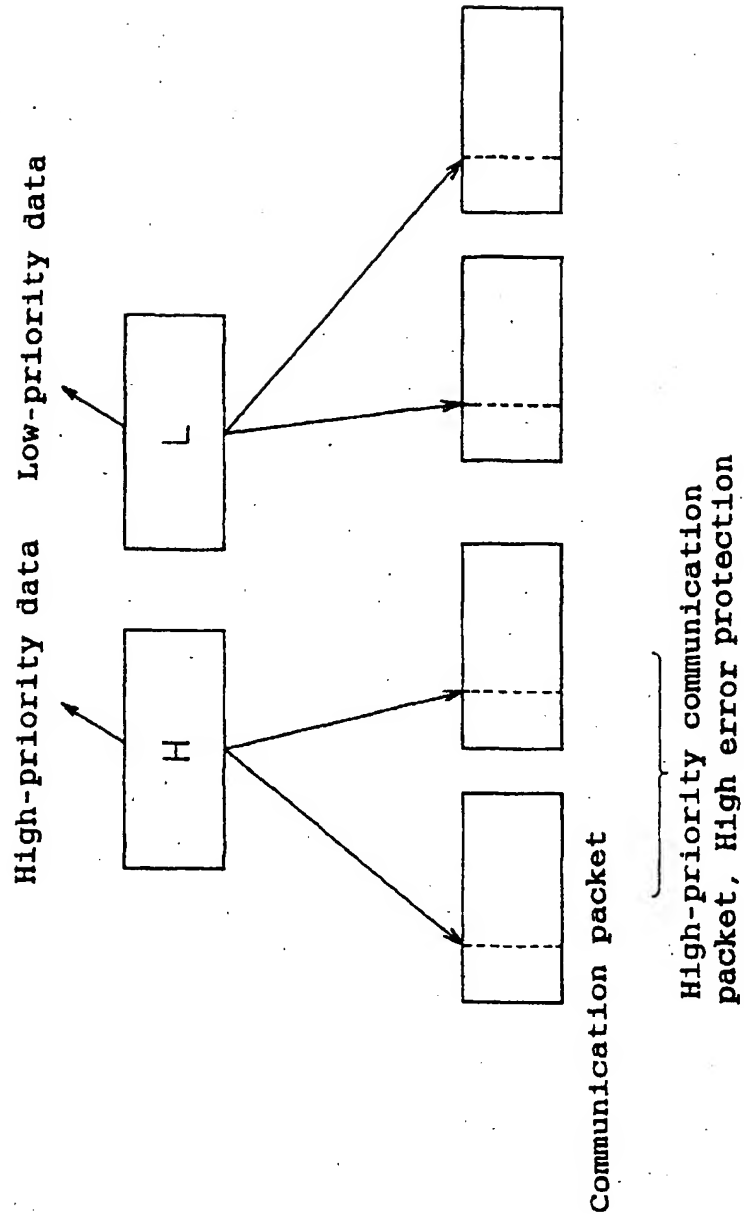 High-priority data Low-priority data
H L
Communication packet
High-priority communication
packet, High error protection